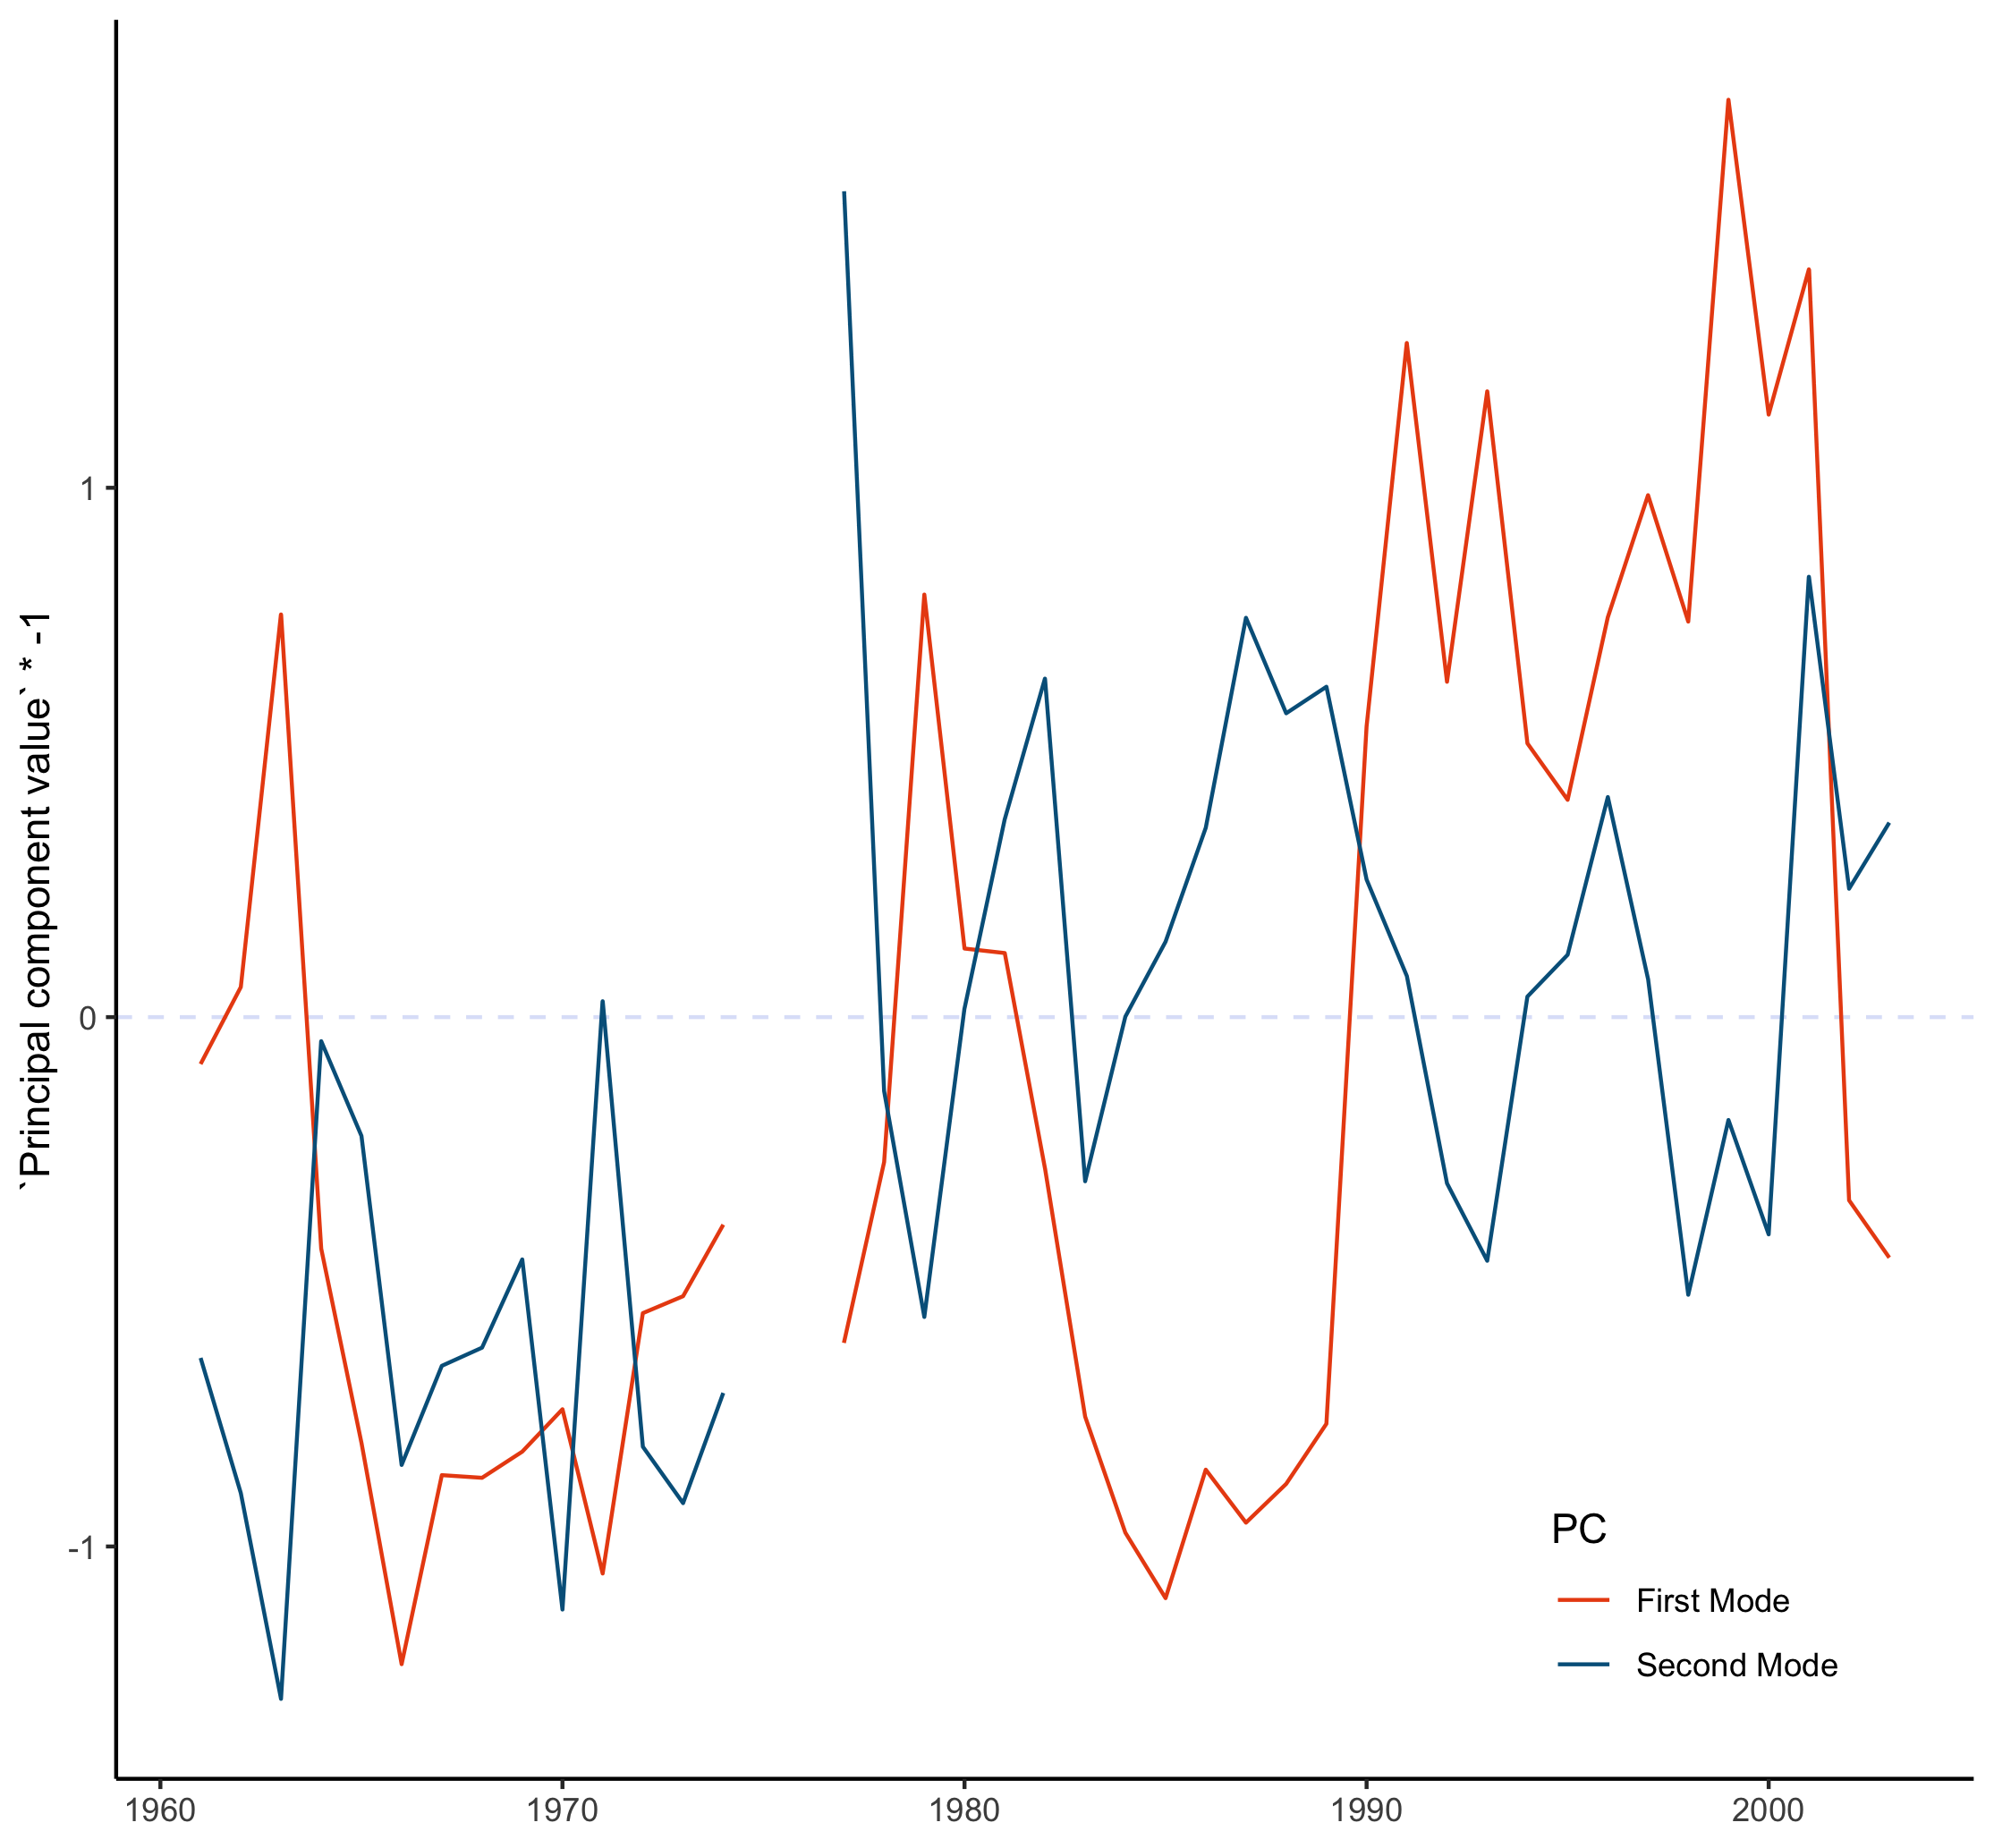 `Principal component value` * -1
1
0
-1
1960
1970
1980
1990
2000
PC
First Mode
Second Mode